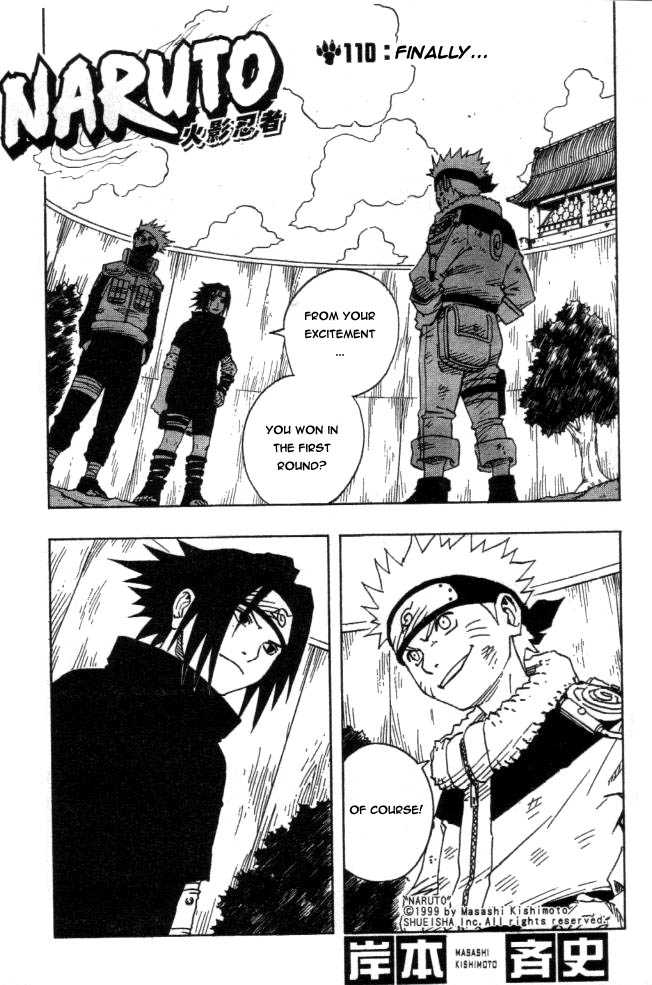 NARUTO
火影忍者
110 : FINALLY...
FROM YOUR
EXCITEMENT
...
YOU WON IN
THE FIRST
ROUND?
OF COURSE!
"NARUTO"
©1999 by Masashi Kishimoto/
SHUEISHA Inc. All rights reserved.
岸本
MASASHI
KISHIMOTO
斉史